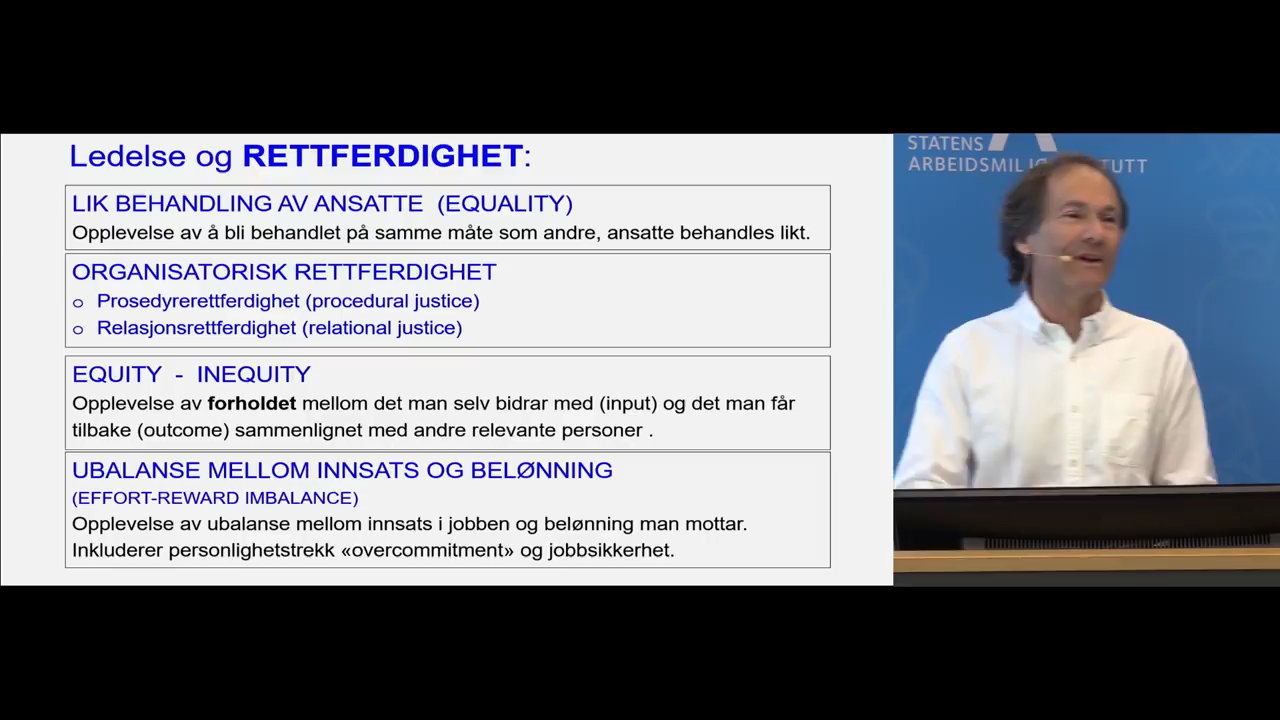 Ledelse og RETTFERDIGHET:
LIK BEHANDLING AV ANSATTE (EQUALITY)
Opplevelse av å bli behandlet på samme måte som andre, ansatte behandles likt.
ORGANISATORISK RETTFERDIGHET
o Prosedyrerettferdighet (procedural justice)
o Relasjonsrettferdighet (relational justice)
EQUITY - INEQUITY
Opplevelse av forholdet mellom det man selv bidrar med (input) og det man får
tilbake (outcome) sammenlignet med andre relevante personer .
UBALANSE MELLOM INNSATS OG BELØNNING
(EFFORT-REWARD IMBALANCE)
Opplevelse av ubalanse mellom innsats i jobben og belønning man mottar.
Inkluderer personlighetstrekk «overcommitment» og jobbsikkerhet.
STATENS
ARBEIDSMILJØ TUTT